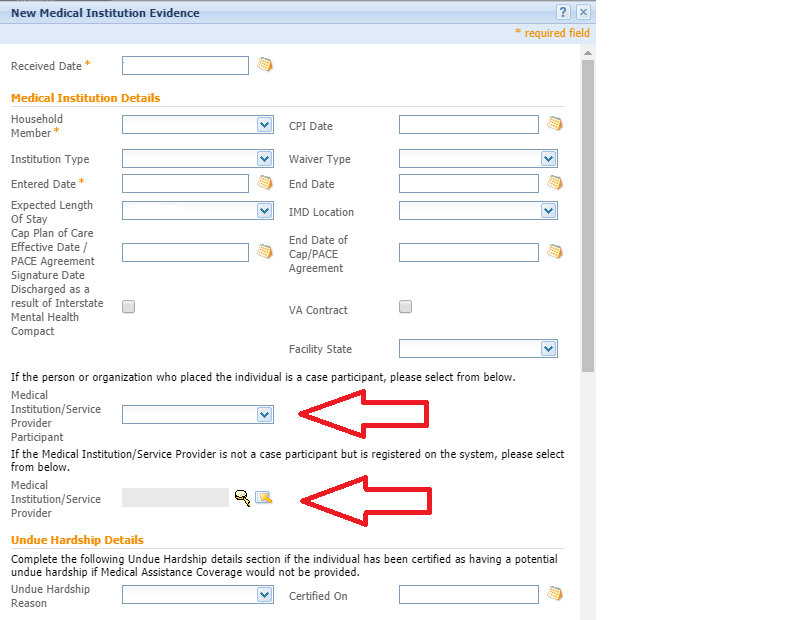 New Medical Institution Evidence
? x
* required field
Received Date *
Medical Institution Details
Household
Member *
CPI Date
Institution Type
Waiver Type
Entered Date *
End Date
Expected Length
Of Stay
IMD Location
Cap Plan of Care
Effective Date /
PACE Agreement
Signature Date
End Date of
Cap/PACE
Agreement
Discharged as a
result of Interstate
Mental Health
Compact
VA Contract
Facility State
If the person or organization who placed the individual is a case participant, please select from below.
Medical
Institution/Service
Provider
Participant
If the Medical Institution/Service Provider is not a case participant but is registered on the system, please select
from below.
Medical
Institution/Service
Provider
Undue Hardship Details
Complete the following Undue Hardship details section if the individual has been certified as having a potential
undue hardship if Medical Assistance Coverage would not be provided.
Undue Hardship
Reason
Certified On